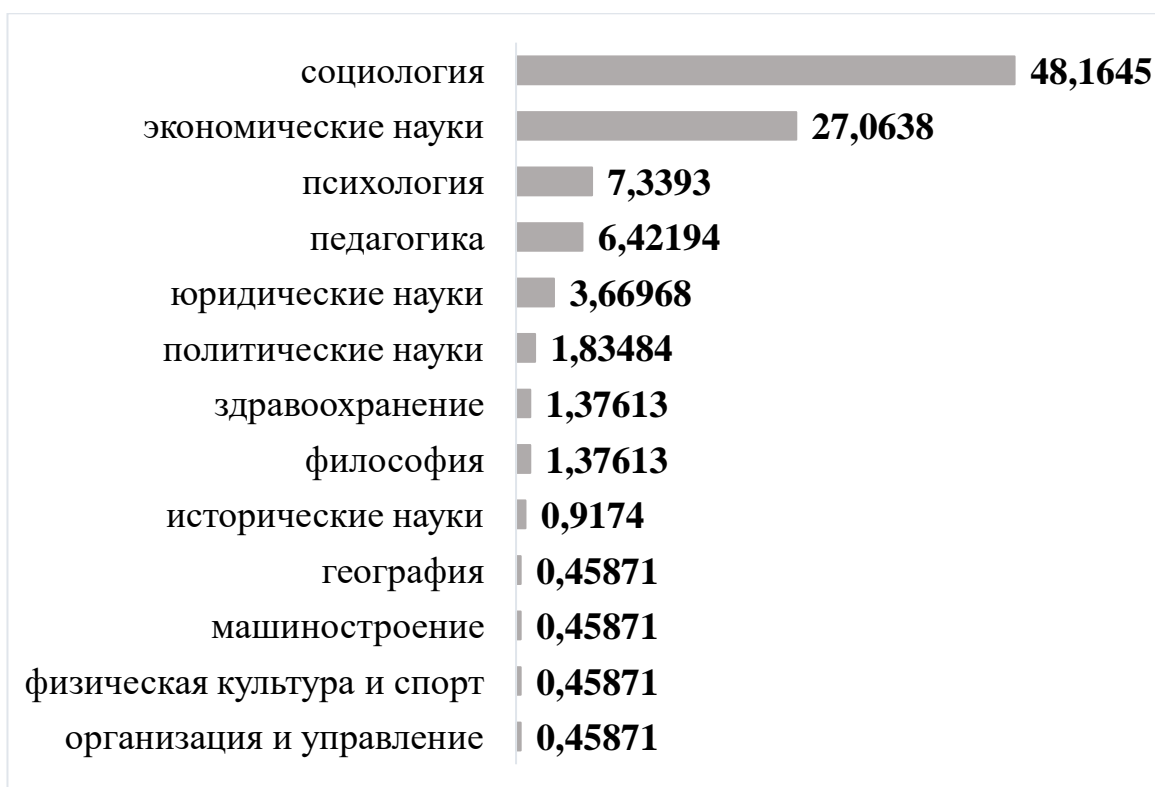 социология 48,1645
экономические науки 27,0638
психология 7,3393
педагогика 6,42194
юридические науки 3,66968
политические науки 1,83484
здравоохранение 1,37613
философия 1,37613
исторические науки 0,9174
география 0,45871
машиностроение 0,45871
физическая культура и спорт 0,45871
организация и управление 0,45871